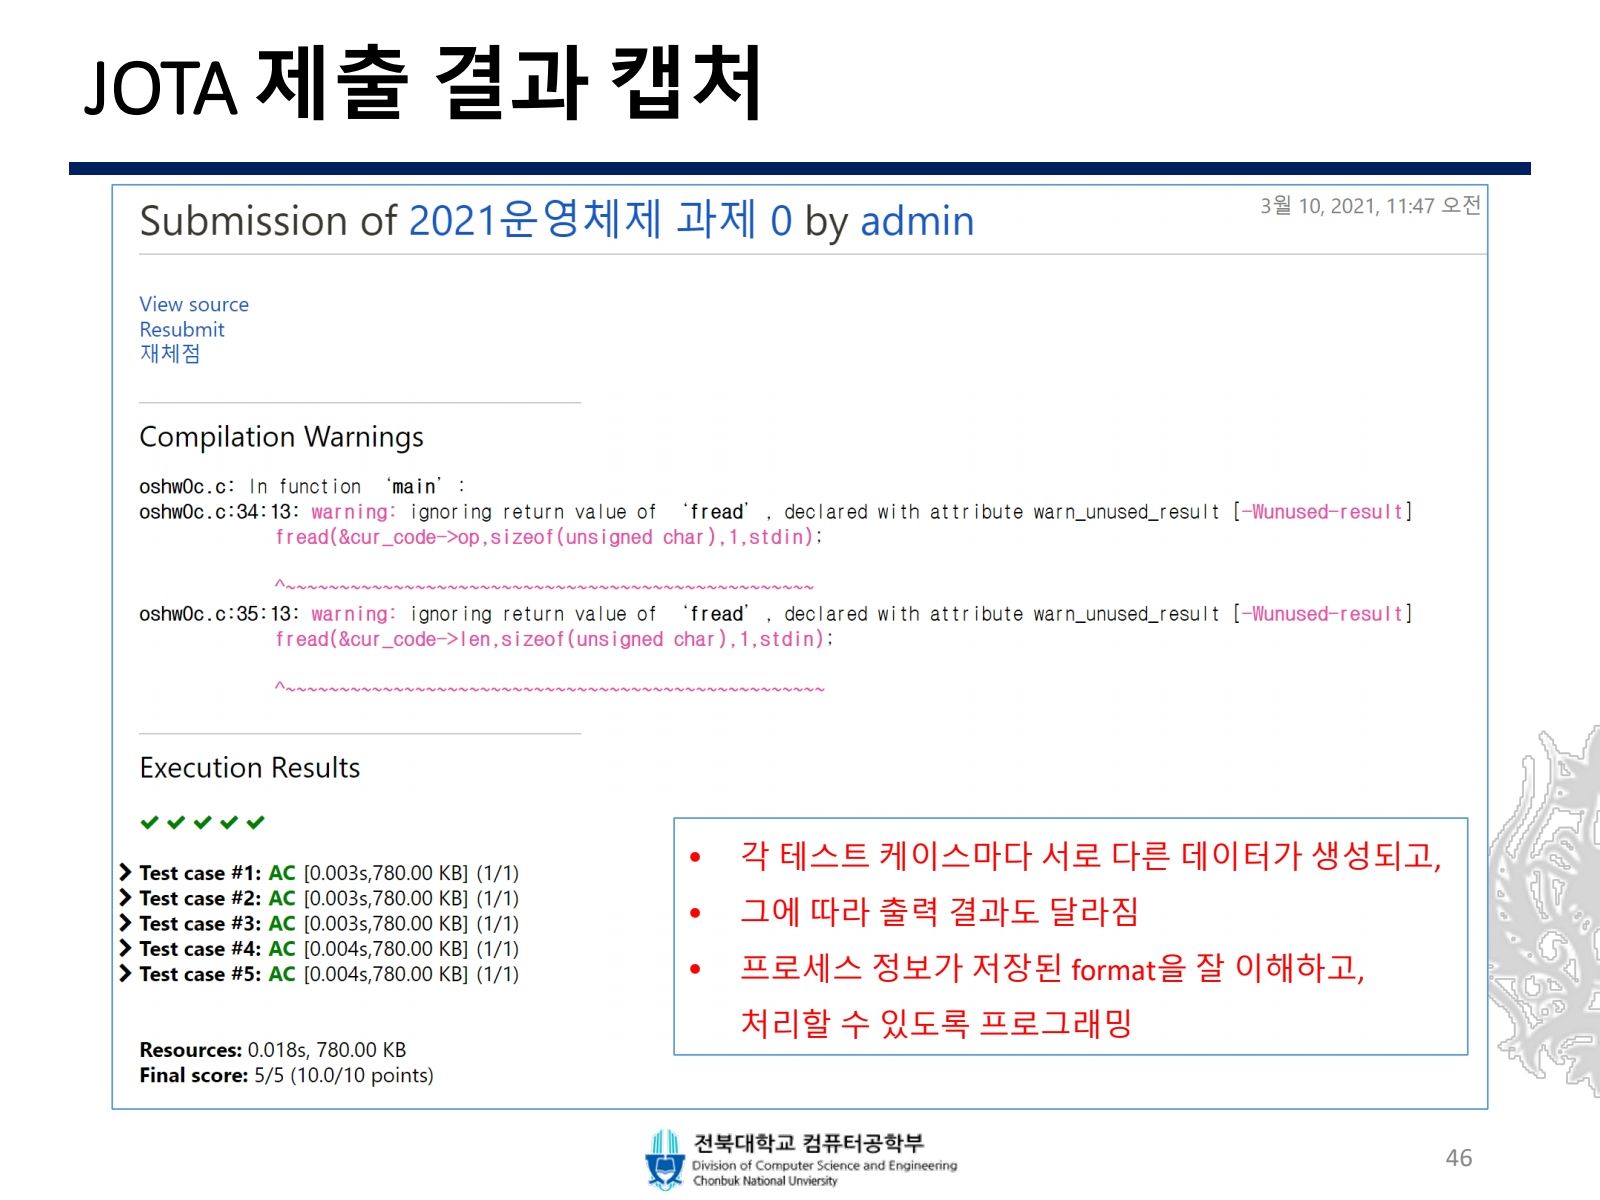 JOTA 제출 결과 캡처
Submission of 2021운영체제 과제 0 by admin
3월 10, 2021, 11:47 오전
View source
Resubmit
재체점
Compilation Warnings
oshw0c.c: In function ‘main’ :
oshw0c.c:34:13: warning: ignoring return value of ‘fread’ , declared with attribute warn_unused_result [-Wunused-result]
fread(&cur_code->op,sizeof(unsigned char),1,stdin);
^~~~~~~~~~~~~~~~~~~~~~~~~~~~~~~~~~~~~~~~~~~~~~~~~~
oshw0c.c:35:13: warning: ignoring return value of ‘fread’ , declared with attribute warn_unused_result [-Wunused-result]
fread(&cur_code->len,sizeof(unsigned char),1,stdin);
^~~~~~~~~~~~~~~~~~~~~~~~~~~~~~~~~~~~~~~~~~~~~~~~~~~
Execution Results
✔ ✔ ✔ ✔ ✔
Test case #1: AC [0.003s,780.00 KB] (1/1)
Test case #2: AC [0.003s,780.00 KB] (1/1)
Test case #3: AC [0.003s,780.00 KB] (1/1)
Test case #4: AC [0.004s,780.00 KB] (1/1)
Test case #5: AC [0.004s,780.00 KB] (1/1)
Resources: 0.018s, 780.00 KB
Final score: 5/5 (10.0/10 points)
• 각 테스트 케이스마다 서로 다른 데이터가 생성되고,
• 그에 따라 출력 결과도 달라짐
• 프로세스 정보가 저장된 format을 잘 이해하고,
처리할 수 있도록 프로그래밍
전북대학교 컴퓨터공학부
Division of Computer Science and Engineering
Chonbuk National Unviersity
46